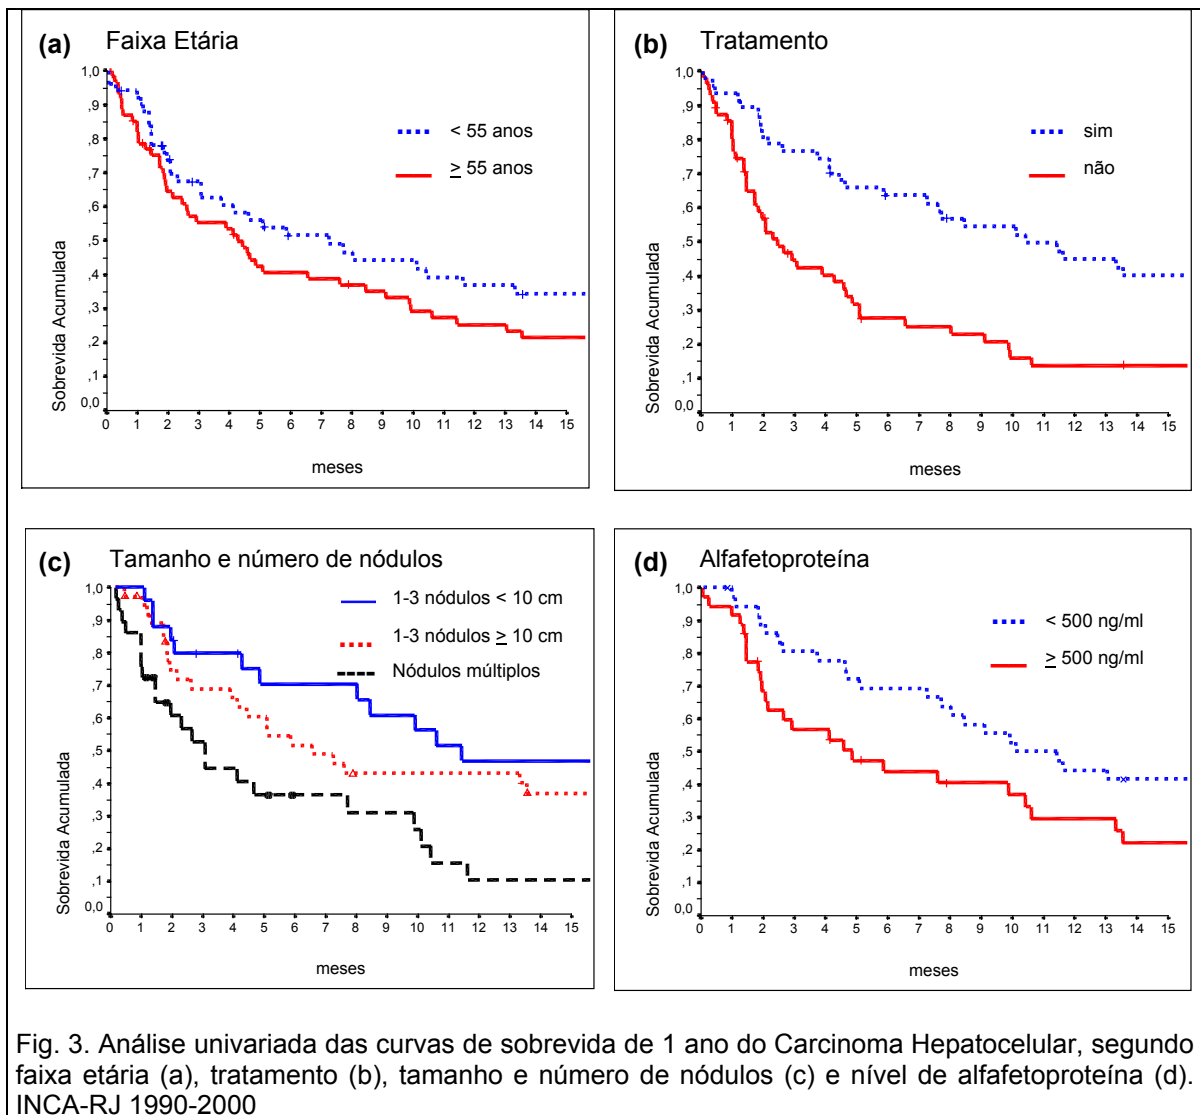 (a) Faixa Etária
1,0
,9
,8
,7
,6
,5
,4
,3
,2
,1
0,0
Sobrevida Acumulada
< 55 anos
≥ 55 anos
0 1 2 3 4 5 6 7 8 9 10 11 12 13 14 15
meses
(b) Tratamento
1,0
,9
,8
,7
,6
,5
,4
,3
,2
,1
0,0
Sobrevida Acumulada
sim
não
0 1 2 3 4 5 6 7 8 9 10 11 12 13 14 15
meses
(c) Tamanho e número de nódulos
1,0
,9
,8
,7
,6
,5
,4
,3
,2
,1
0,0
Sobrevida Acumulada
1-3 nódulos < 10 cm
1-3 nódulos ≥ 10 cm
Nódulos múltiplos
0 1 2 3 4 5 6 7 8 9 10 11 12 13 14 15
meses
(d) Alfafetoproteína
1,0
,9
,8
,7
,6
,5
,4
,3
,2
,1
0,0
Sobrevida Acumulada
< 500 ng/ml
≥ 500 ng/ml
0 1 2 3 4 5 6 7 8 9 10 11 12 13 14 15
meses
Fig. 3. Análise univariada das curvas de sobrevida de 1 ano do Carcinoma Hepatocelular, segundo
faixa etária (a), tratamento (b), tamanho e número de nódulos (c) e nível de alfafetoproteína (d).
INCA-RJ 1990-2000